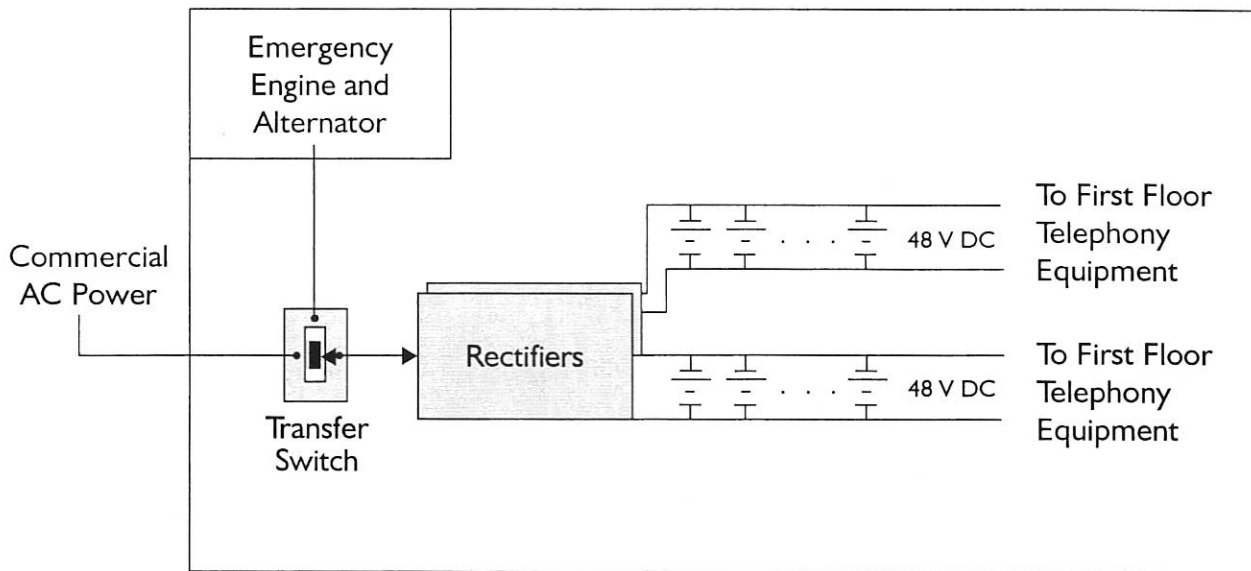 Emergency
Engine and
Alternator
Commercial
AC Power
Transfer
Switch
Rectifiers
48 V DC
To First Floor
Telephony
Equipment
48 V DC
To First Floor
Telephony
Equipment